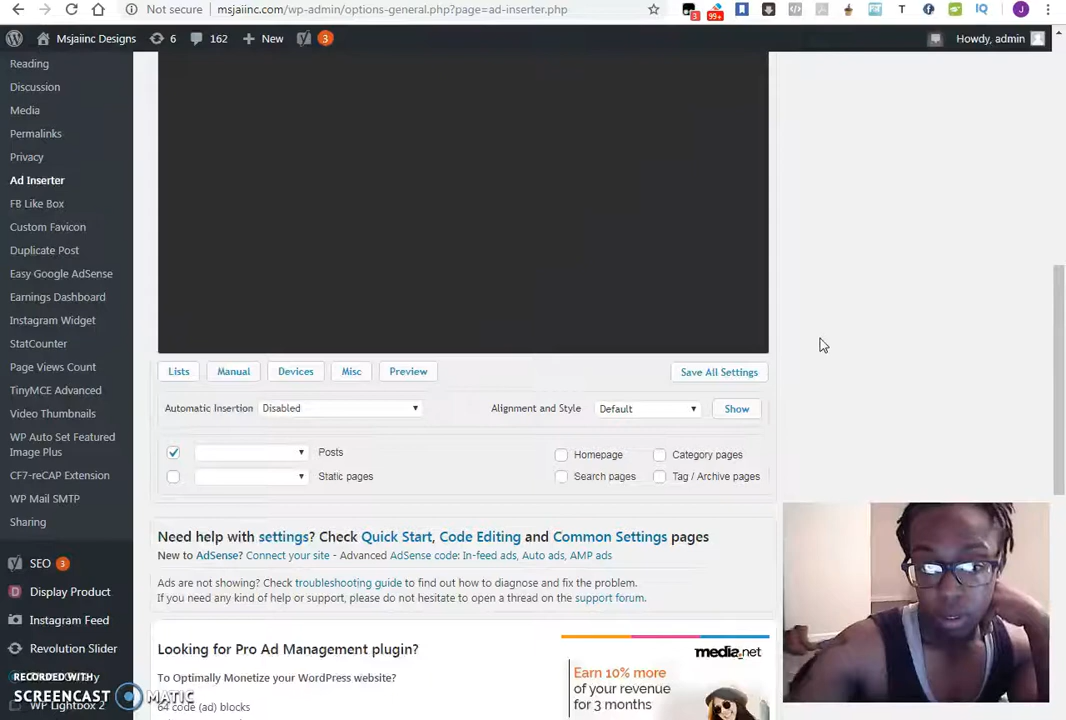 Not secure msjaiinc.com/wp-admin/options-general.php?page=ad-inserter.php
3 99+ T IQ J
Msjaiinc Designs 6 162 New 3 Howdy, admin
Reading
Discussion
Media
Permalinks
Privacy
Ad Inserter
FB Like Box
Custom Favicon
Duplicate Post
Easy Google AdSense
Earnings Dashboard
Instagram Widget
StatCounter
Page Views Count
TinyMCE Advanced
Video Thumbnails
WP Auto Set Featured
Image Plus
CF7-reCAP Extension
WP Mail SMTP
Sharing
SEO 3
Display Product
Instagram Feed
Revolution Slider
WP Lightbox 2
RECORDED WITH
SCREENCAST MATIC
Lists Manual Devices Misc Preview Save All Settings
Automatic Insertion Disabled Alignment and Style Default Show
Posts Homepage Category pages
Static pages Search pages Tag / Archive pages
Need help with settings? Check Quick Start, Code Editing and Common Settings pages
New to AdSense? Connect your site - Advanced AdSense code: In-feed ads, Auto ads, AMP ads
Ads are not showing? Check troubleshooting guide to find out how to diagnose and fix the problem.
If you need any kind of help or support, please do not hesitate to open a thread on the support forum.
Looking for Pro Ad Management plugin?
To Optimally Monetize your WordPress website?
64 code (ad) blocks
media.net
Earn 10% more
of your revenue
for 3 months